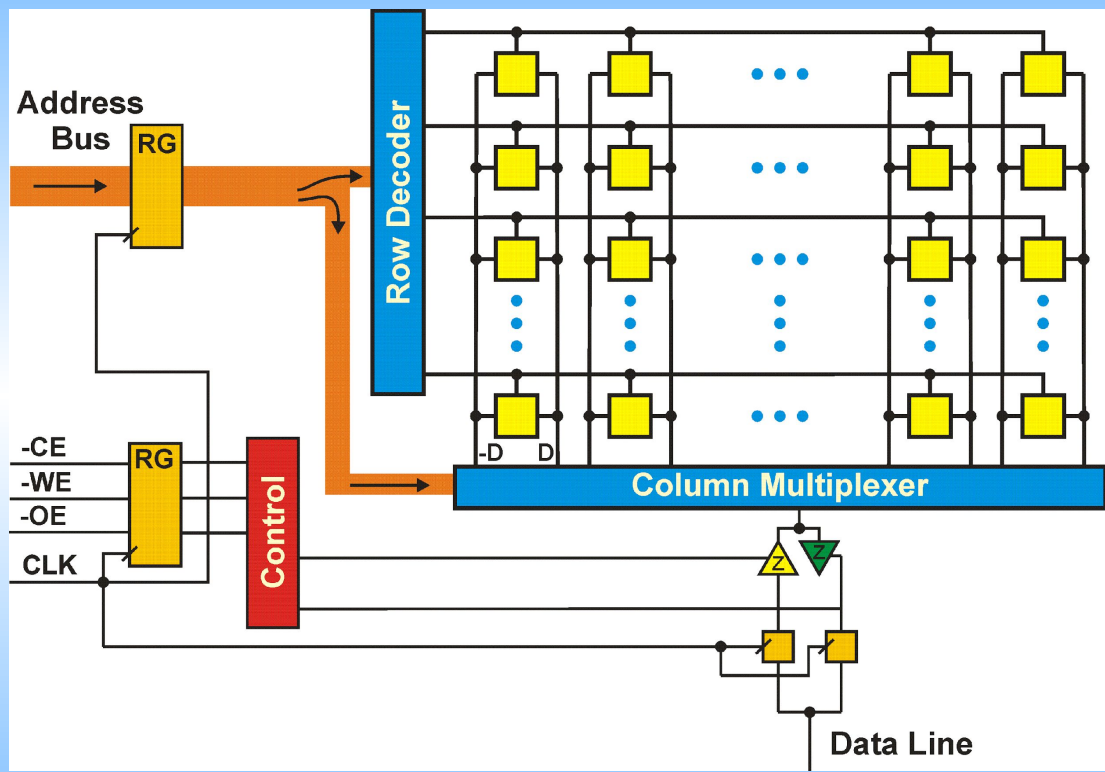 Address
Bus
RG
Row Decoder
-CE
-WE
-OE
CLK
RG
Control
-D D
Column Multiplexer
Z Z
Data Line